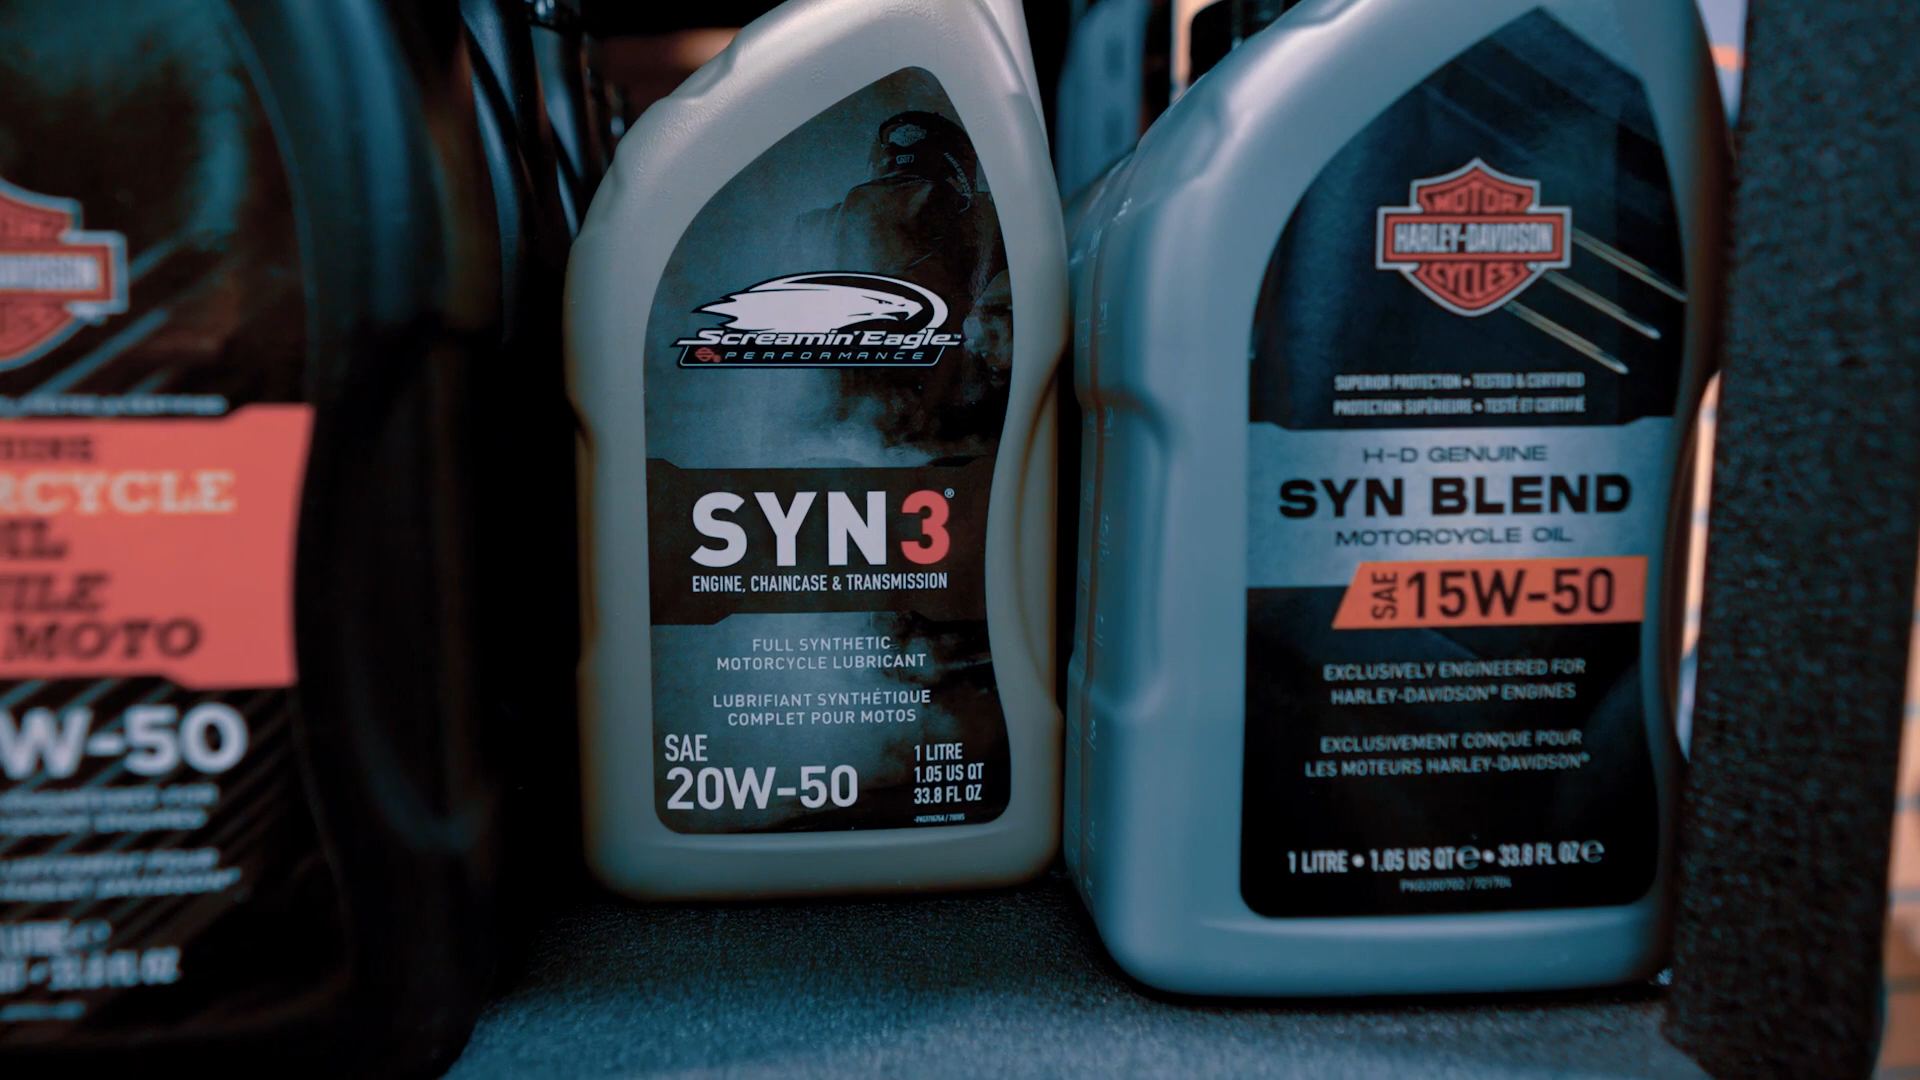 RCYCLE
MOTO
W-50
Screamin' Eagle
PERFORMANCE
SYN3®
ENGINE, CHAINCASE & TRANSMISSION
FULL SYNTHETIC
MOTORCYCLE LUBRICANT
LUBRIFIANT SYNTHÉTIQUE
COMPLET POUR MOTOS
SAE
20W-50
1 LITRE
1.05 US QT
33.8 FL OZ
MOTOR
HARLEY-DAVIDSON
CYCLES
SUPERIOR PROTECTION • TESTED & CERTIFIED
PROTECTION SUPÉRIEURE • TESTÉ ET CERTIFIÉ
H-D GENUINE
SYN BLEND
MOTORCYCLE OIL
SAE 15W-50
EXCLUSIVELY ENGINEERED FOR
HARLEY-DAVIDSON® ENGINES
EXCLUSIVEMENT CONÇUE POUR
LES MOTEURS HARLEY-DAVIDSON®
1 LITRE • 1.05 US QT ℮ • 33.8 FL OZ ℮